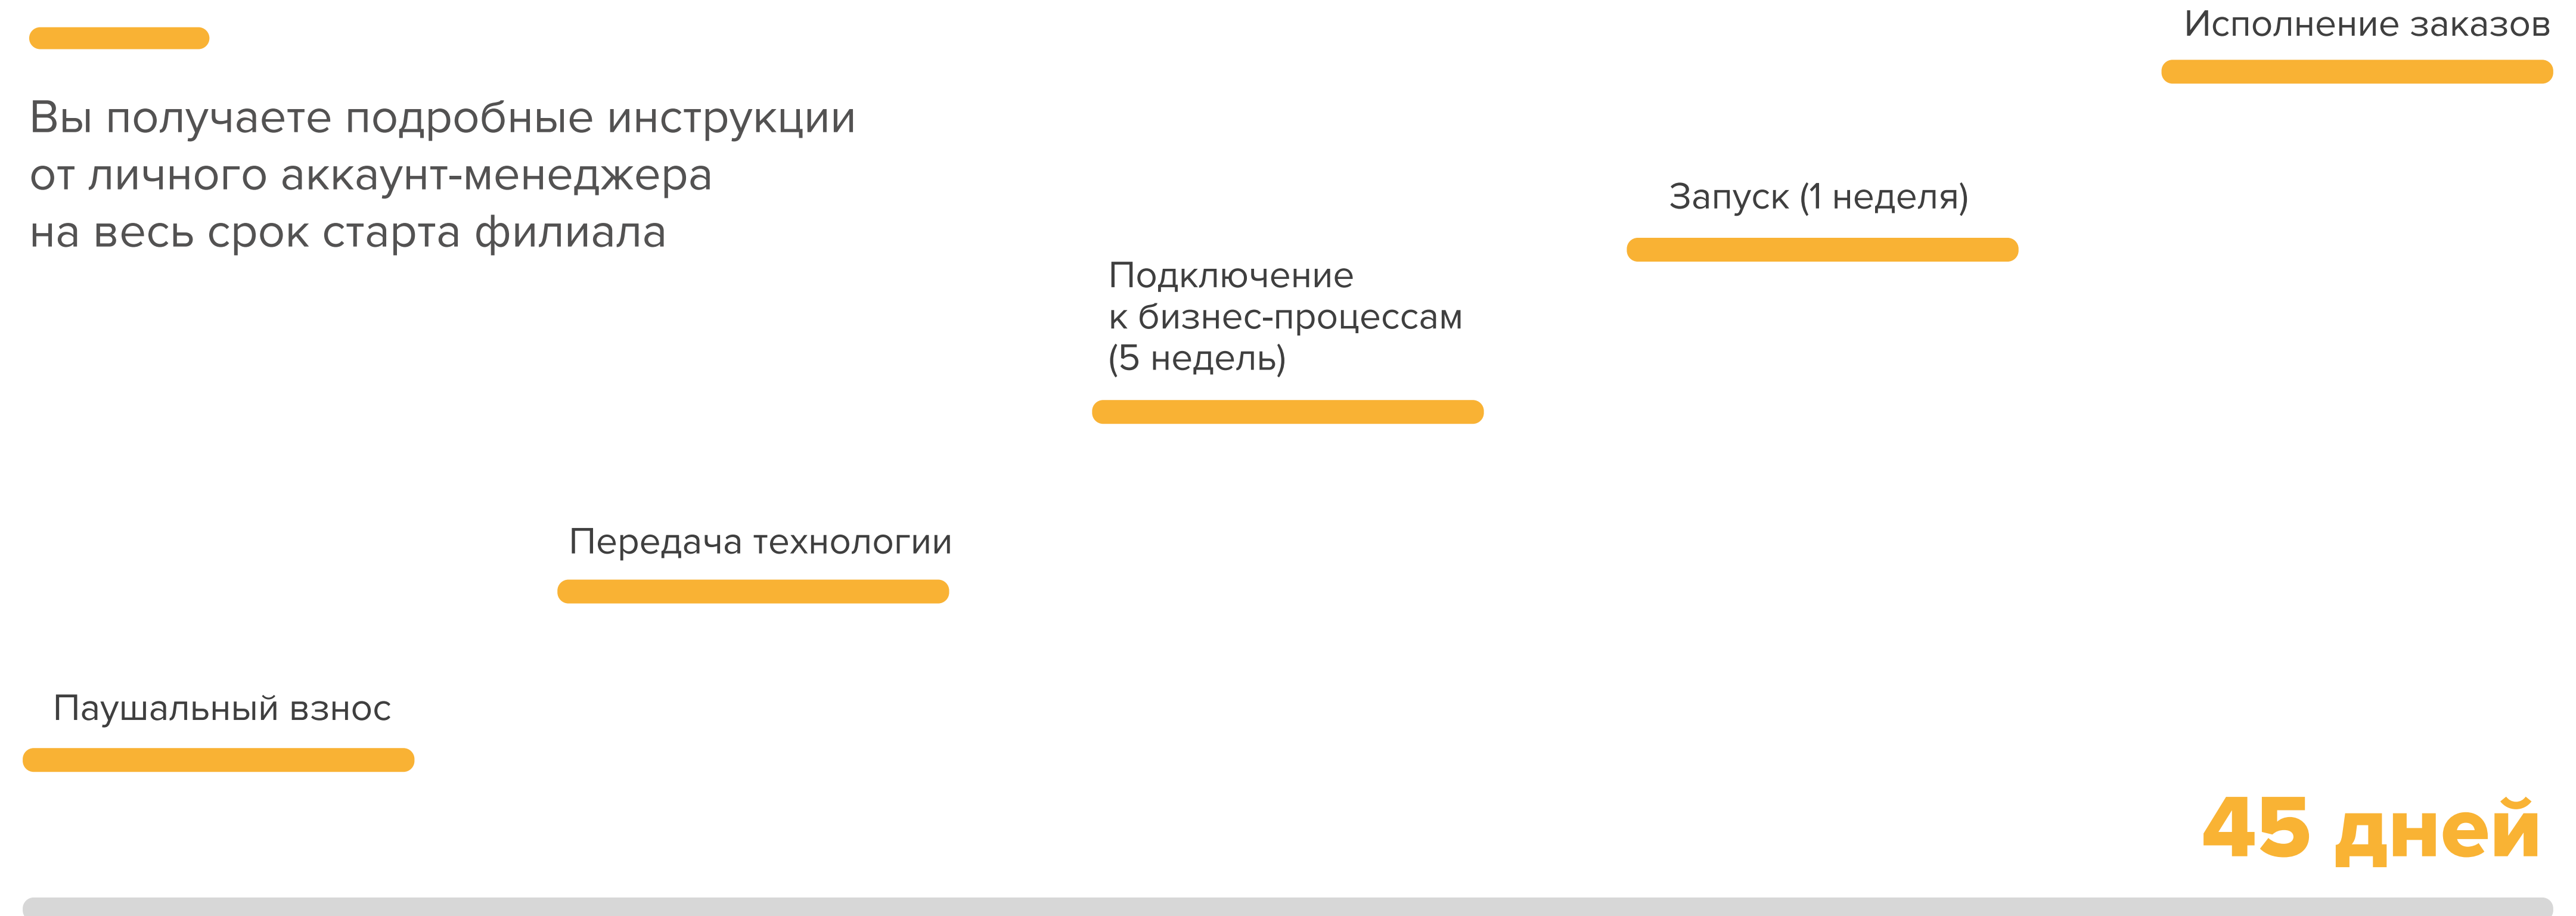 Вы получаете подробные инструкции
от личного аккаунт-менеджера
на весь срок старта филиала
Паушальный взнос
Передача технологии
Подключение
к бизнес-процессам
(5 недель)
Запуск (1 неделя)
Исполнение заказов
45 дней